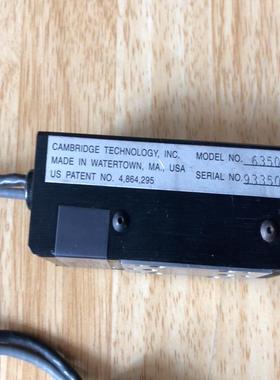 CAMBRIDGE TECHNOLOGY, INC. MODEL NO. 6350
MADE IN WATERTOWN, MA., USA
US PATENT NO. 4,864,295 SERIAL NO. 93350